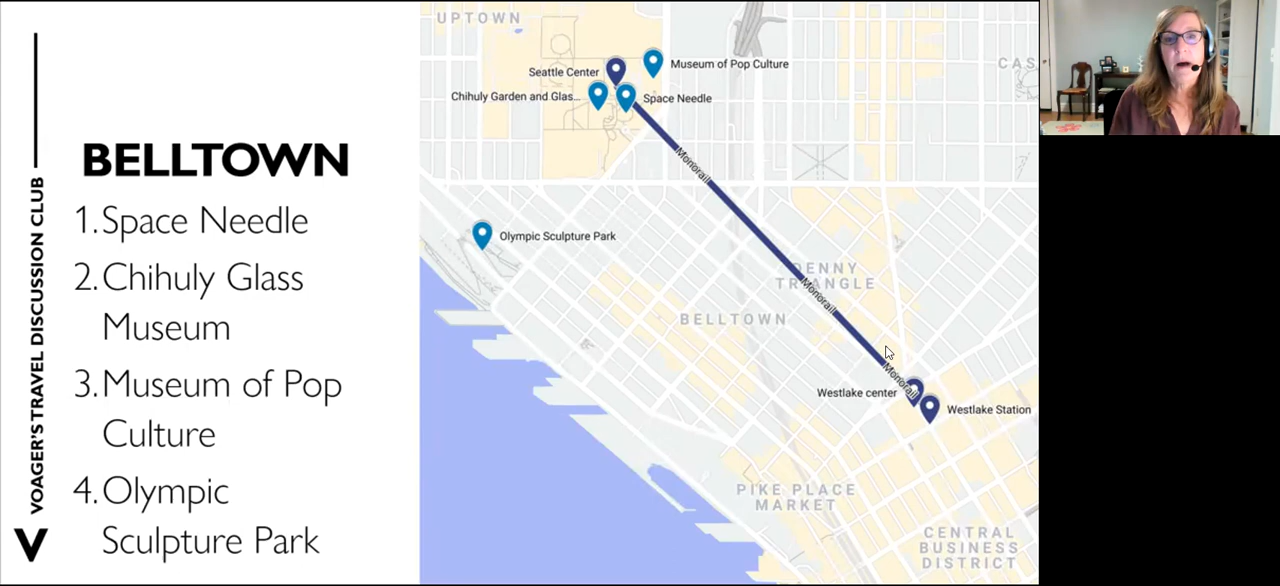 VOAGER'S TRAVEL DISCUSSION CLUB
V
BELLTOWN
1. Space Needle
2. Chihuly Glass
Museum
3. Museum of Pop
Culture
4. Olympic
Sculpture Park
UPTOWN
Seattle Center
Museum of Pop Culture
CAS
Chihuly Garden and Glas...
Space Needle
Monorail
Olympic Sculpture Park
DENNY
TRIANGLE
Monorail
BELLTOWN
Monorail
Westlake center
Westlake Station
PIKE PLACE
MARKET
CENTRAL
BUSINESS
DISTRICT